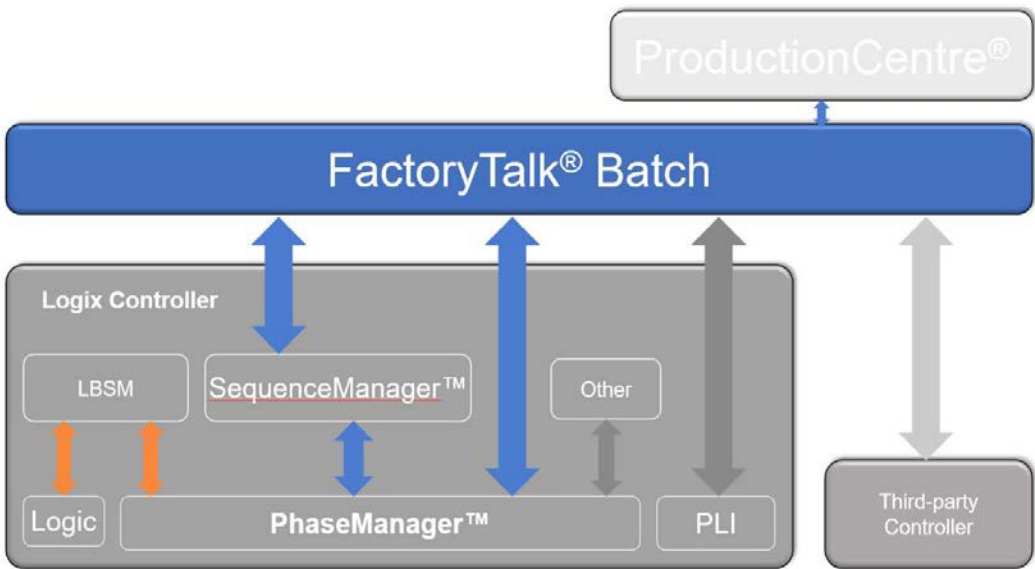 ProductionCentre®
FactoryTalk® Batch
Logix Controller
LBSM
SequenceManager™
Other
Logic
PhaseManager™
PLI
Third-party
Controller